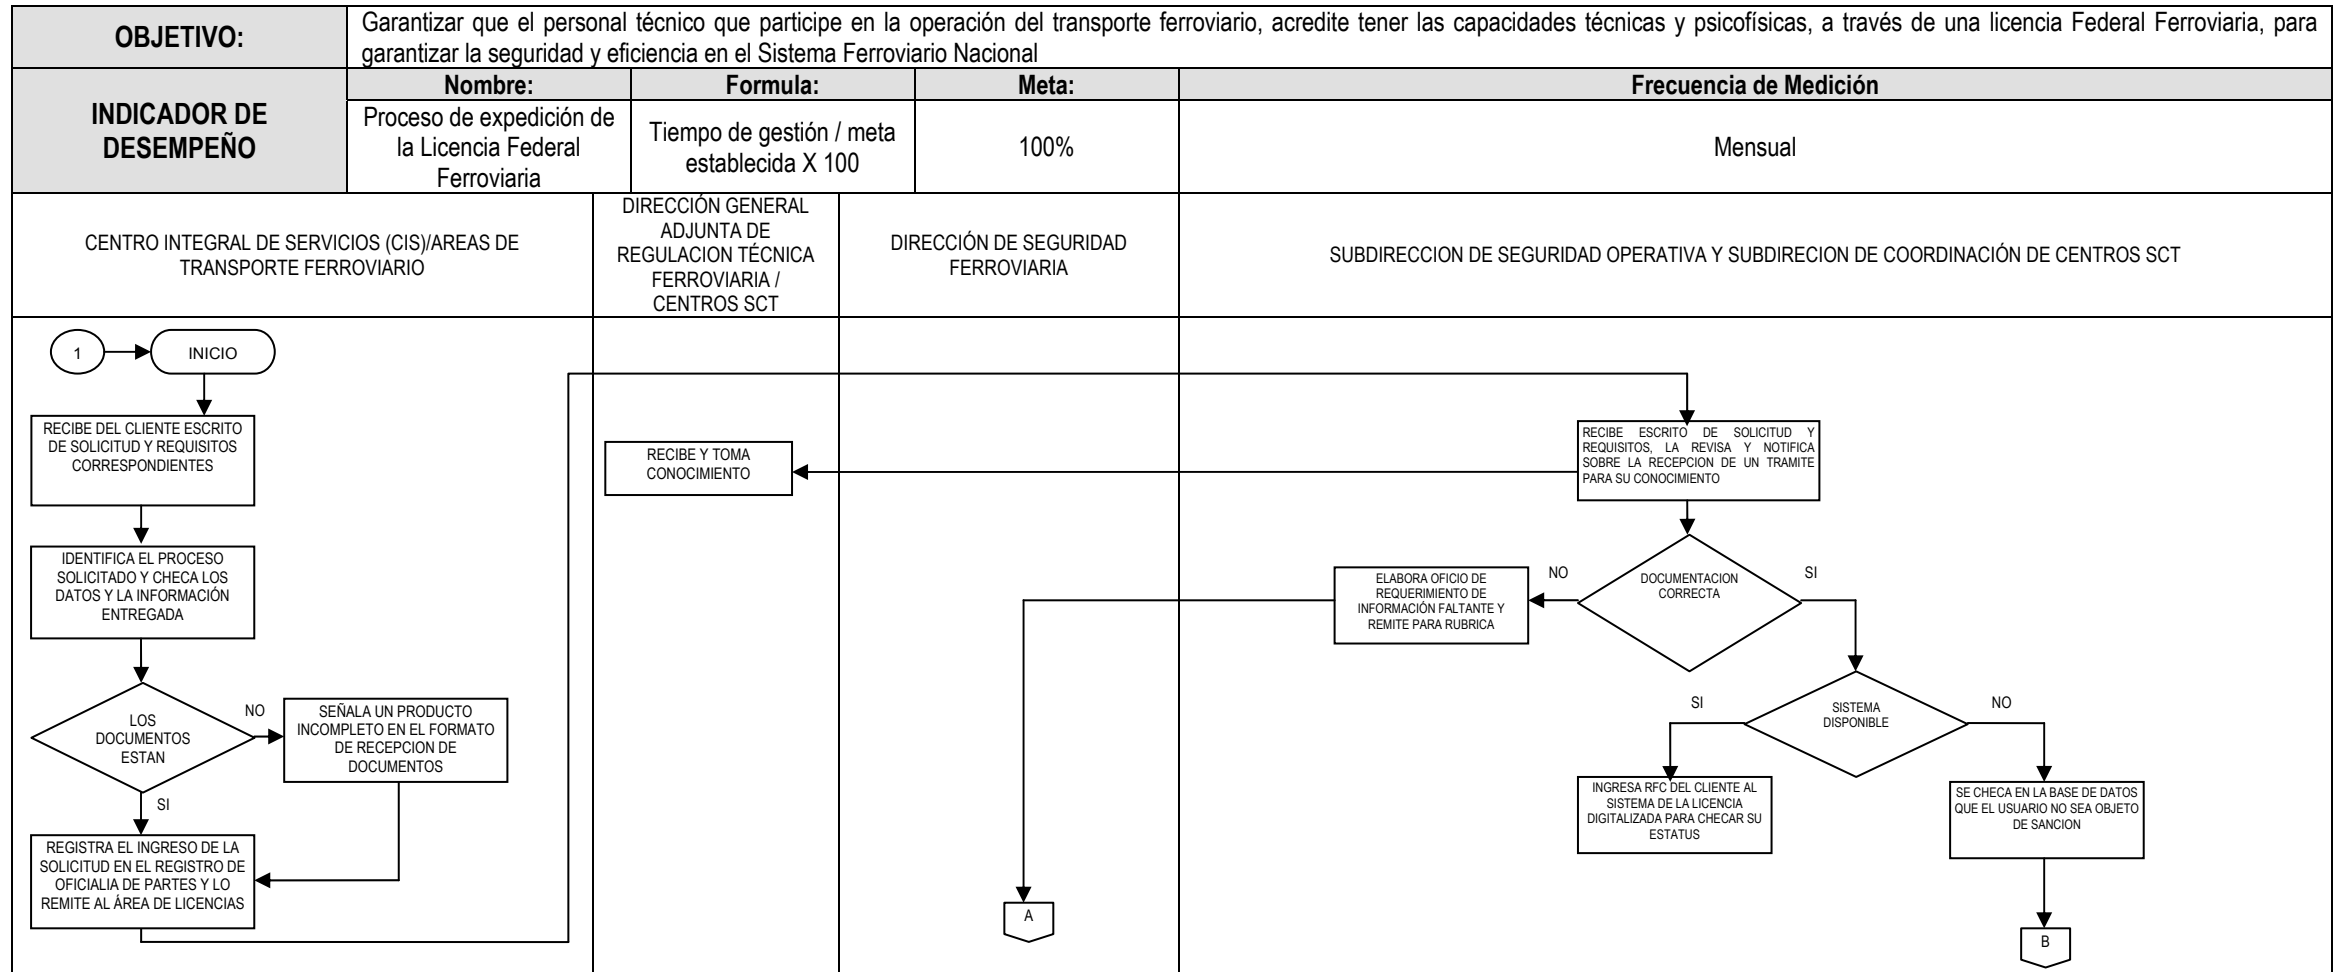 OBJETIVO:
Garantizar que el personal técnico que participe en la operación del transporte ferroviario, acredite tener las capacidades técnicas y psicofísicas, a través de una licencia Federal Ferroviaria, para
garantizar la seguridad y eficiencia en el Sistema Ferroviario Nacional
INDICADOR DE
DESEMPEÑO
Nombre:
Formula:
Meta:
Frecuencia de Medición
Proceso de expedición de
la Licencia Federal
Ferroviaria
Tiempo de gestión / meta
establecida X 100
100%
Mensual
CENTRO INTEGRAL DE SERVICIOS (CIS)/AREAS DE
TRANSPORTE FERROVIARIO
DIRECCIÓN GENERAL
ADJUNTA DE
REGULACION TÉCNICA
FERROVIARIA /
CENTROS SCT
DIRECCIÓN DE SEGURIDAD
FERROVIARIA
SUBDIRECCION DE SEGURIDAD OPERATIVA Y SUBDIRECION DE COORDINACIÓN DE CENTROS SCT
1
INICIO
RECIBE DEL CLIENTE ESCRITO
DE SOLICITUD Y REQUISITOS
CORRESPONDIENTES
IDENTIFICA EL PROCESO
SOLICITADO Y CHECA LOS
DATOS Y LA INFORMACIÓN
ENTREGADA
LOS
DOCUMENTOS
ESTAN
NO
SI
SEÑALA UN PRODUCTO
INCOMPLETO EN EL FORMATO
DE RECEPCION DE
DOCUMENTOS
REGISTRA EL INGRESO DE LA
SOLICITUD EN EL REGISTRO DE
OFICIALIA DE PARTES Y LO
REMITE AL ÁREA DE LICENCIAS
RECIBE Y TOMA
CONOCIMIENTO
RECIBE ESCRITO DE SOLICITUD Y
REQUISITOS, LA REVISA Y NOTIFICA
SOBRE LA RECEPCION DE UN TRAMITE
PARA SU CONOCIMIENTO
DOCUMENTACION
CORRECTA
NO
SI
ELABORA OFICIO DE
REQUERIMIENTO DE
INFORMACIÓN FALTANTE Y
REMITE PARA RUBRICA
SISTEMA
DISPONIBLE
SI
NO
INGRESA RFC DEL CLIENTE AL
SISTEMA DE LA LICENCIA
DIGITALIZADA PARA CHECAR SU
ESTATUS
SE CHECA EN LA BASE DE DATOS
QUE EL USUARIO NO SEA OBJETO
DE SANCION
A
B